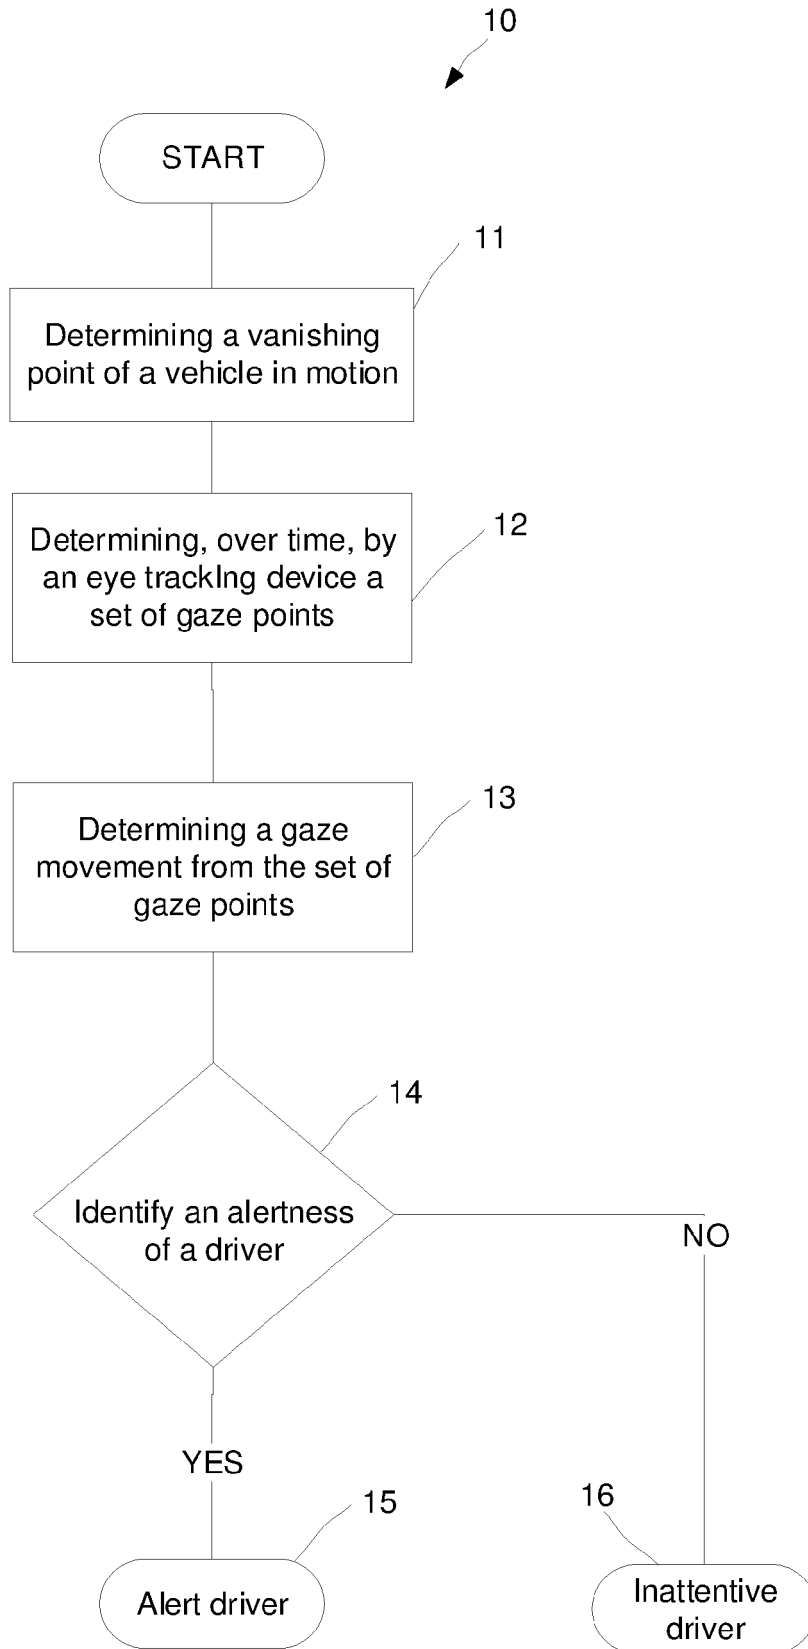 10
START
11
Determining a vanishing
point of a vehicle in motion
12
Determining, over time, by
an eye trackIng device a
set of gaze points
13
Determining a gaze
movement from the set of
gaze points
14
Identify an alertness
of a driver
NO
YES
15
16
Alert driver
Inattentive
driver